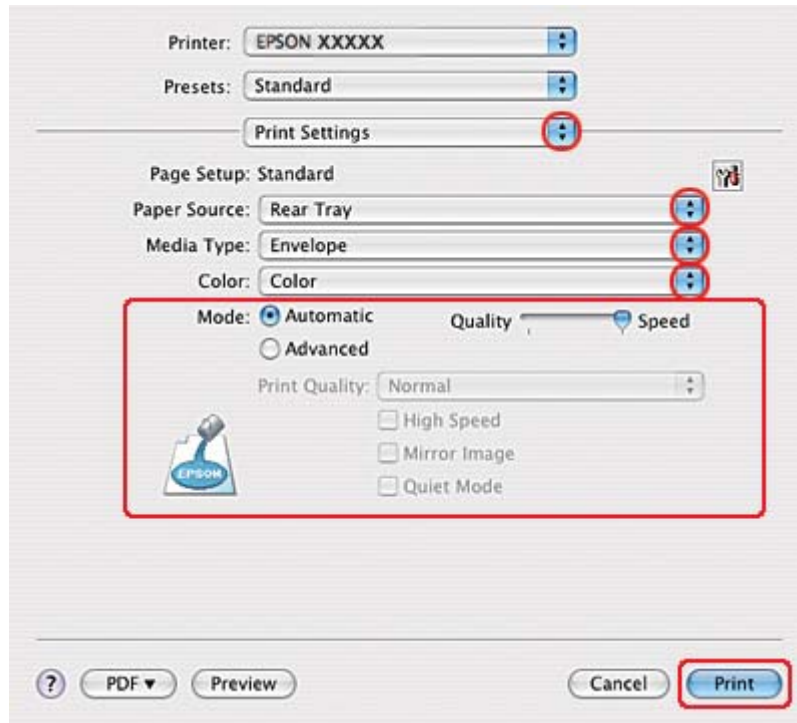 Printer: EPSON XXXXX
Presets: Standard
Print Settings
Page Setup: Standard
Paper Source: Rear Tray
Media Type: Envelope
Color: Color
Mode: Automatic Quality Speed
Advanced
Print Quality: Normal
High Speed
Mirror Image
Quiet Mode
EPSON
? PDF Preview Cancel Print